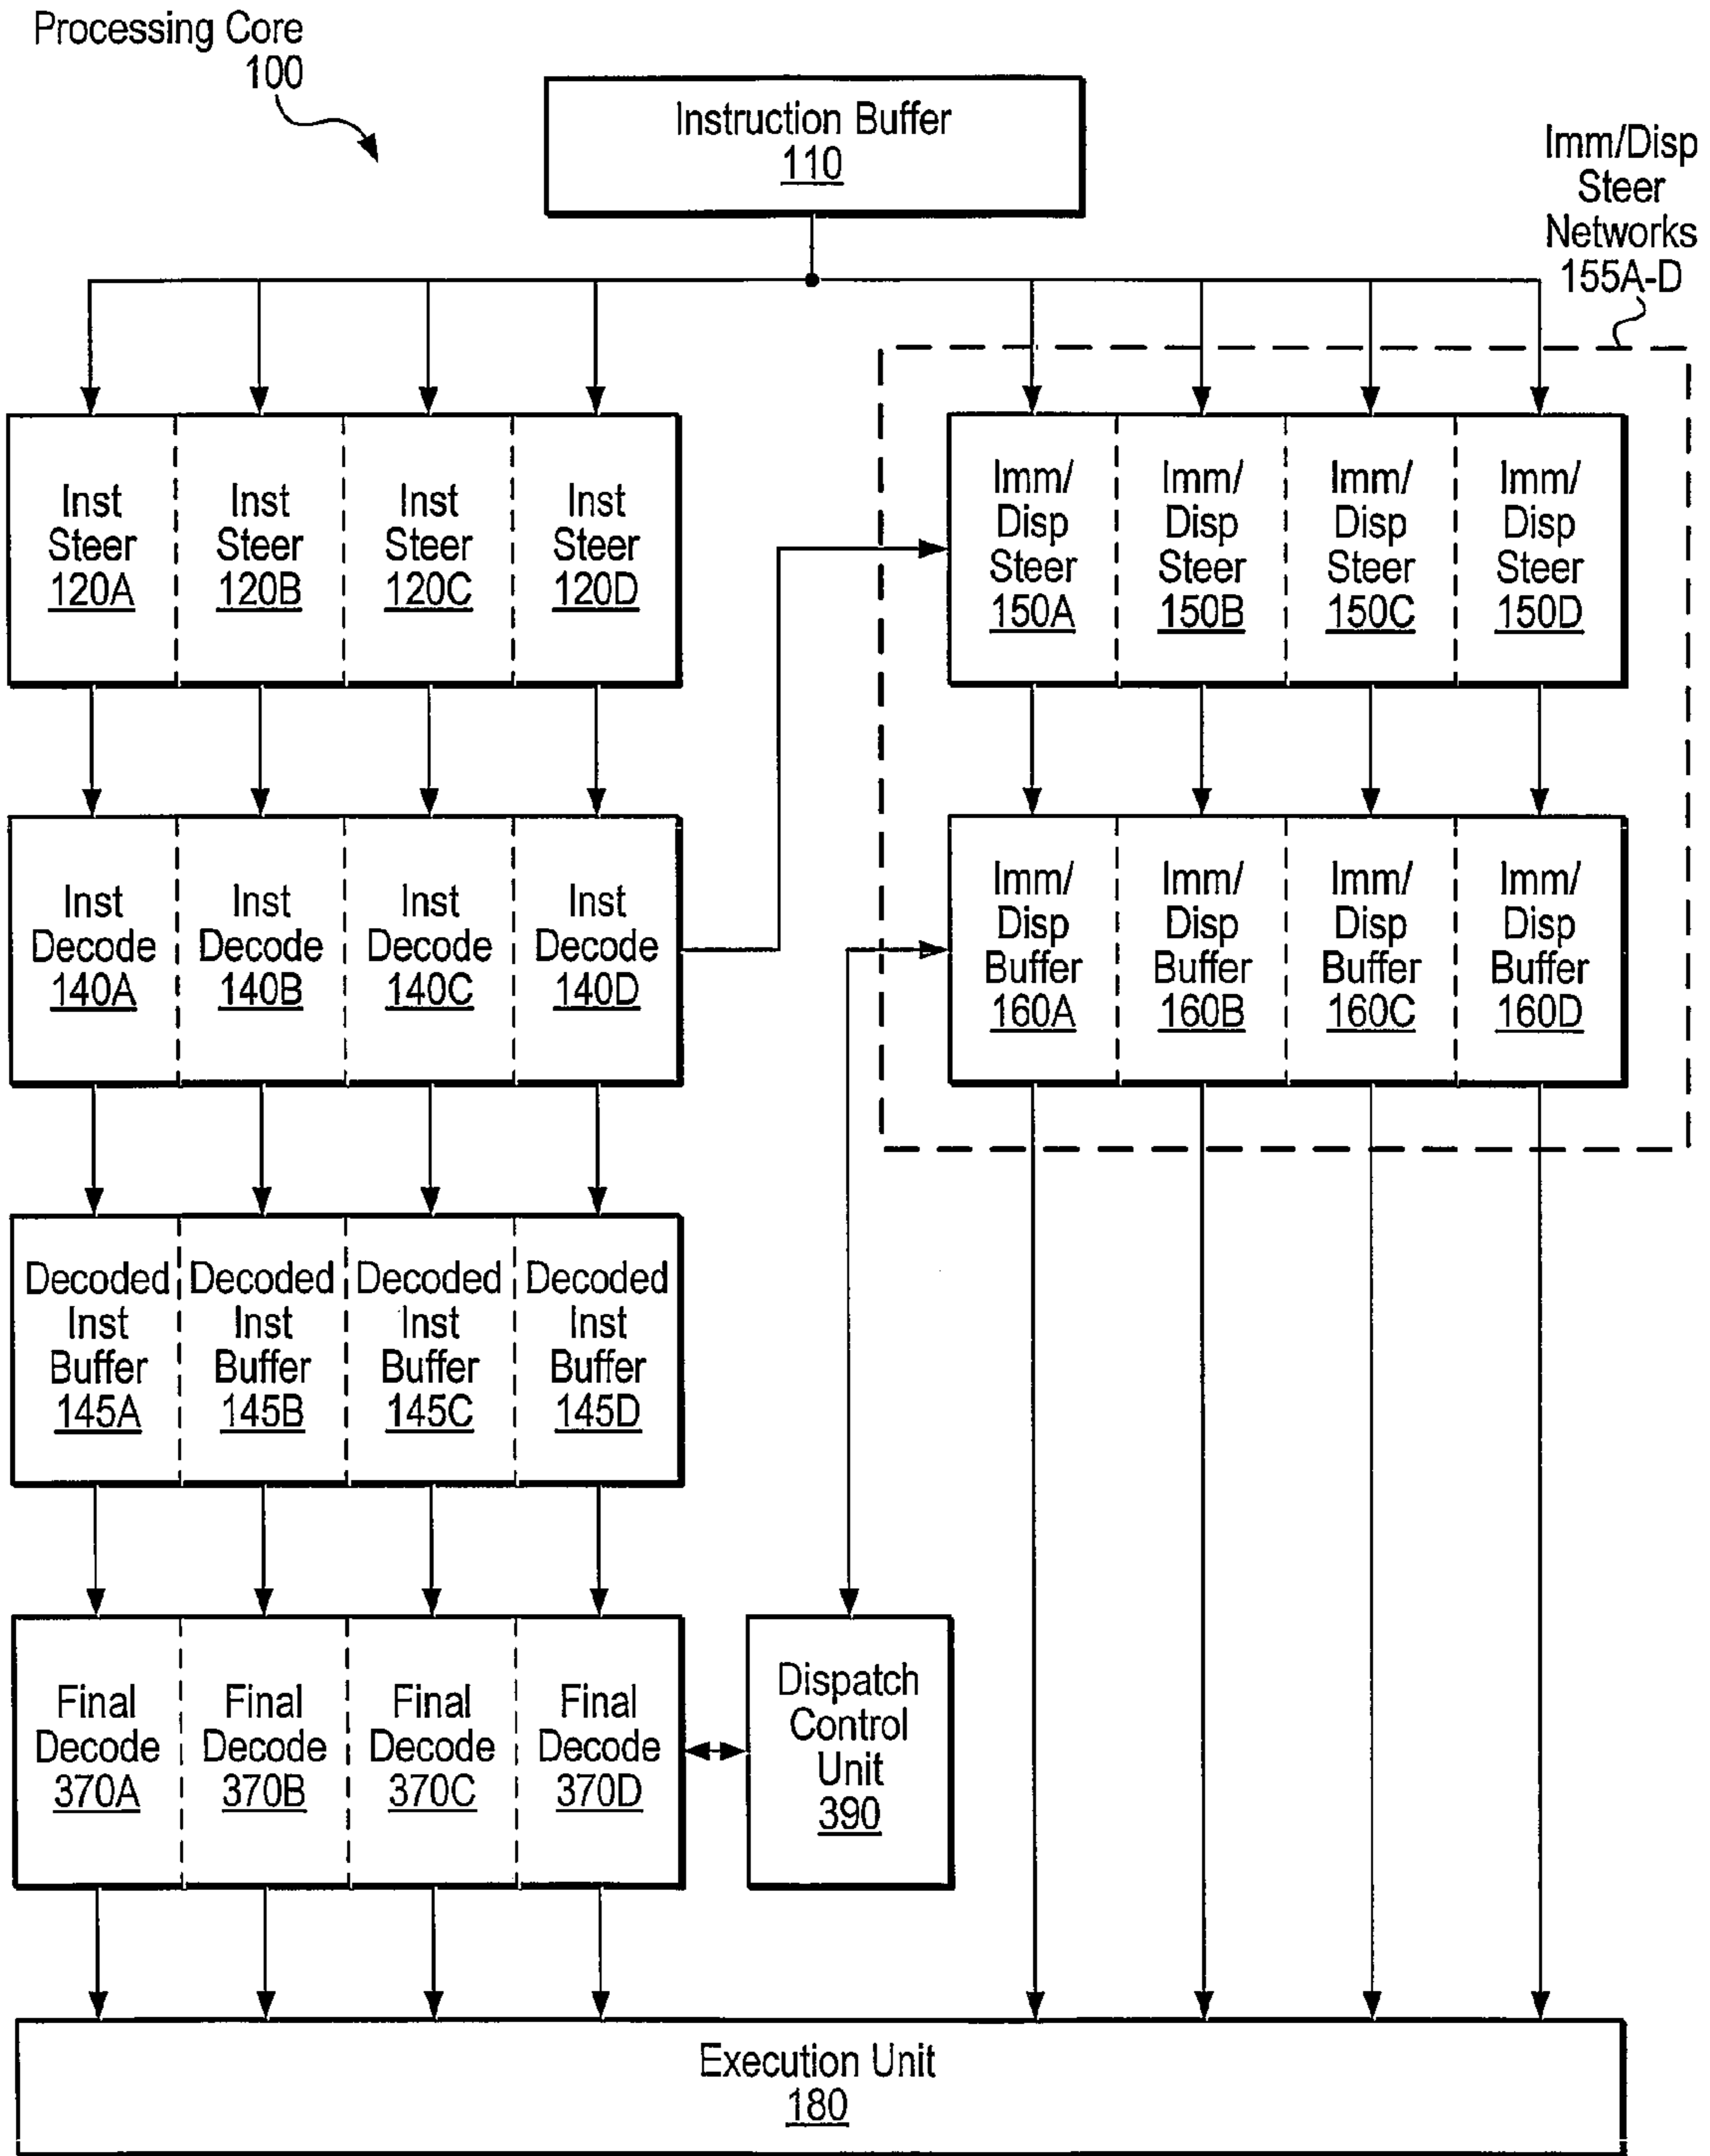 Processing Core
100
Instruction Buffer
110
Imm/Disp
Steer
Networks
155A-D
Inst
Steer
120A
Inst
Steer
120B
Inst
Steer
120C
Inst
Steer
120D
Imm/
Disp
Steer
150A
Imm/
Disp
Steer
150B
Imm/
Disp
Steer
150C
Imm/
Disp
Steer
150D
Inst
Decode
140A
Inst
Decode
140B
Inst
Decode
140C
Inst
Decode
140D
Imm/
Disp
Buffer
160A
Imm/
Disp
Buffer
160B
Imm/
Disp
Buffer
160C
Imm/
Disp
Buffer
160D
Decoded
Inst
Buffer
145A
Decoded
Inst
Buffer
145B
Decoded
Inst
Buffer
145C
Decoded
Inst
Buffer
145D
Final
Decode
370A
Final
Decode
370B
Final
Decode
370C
Final
Decode
370D
Dispatch
Control
Unit
390
Execution Unit
180